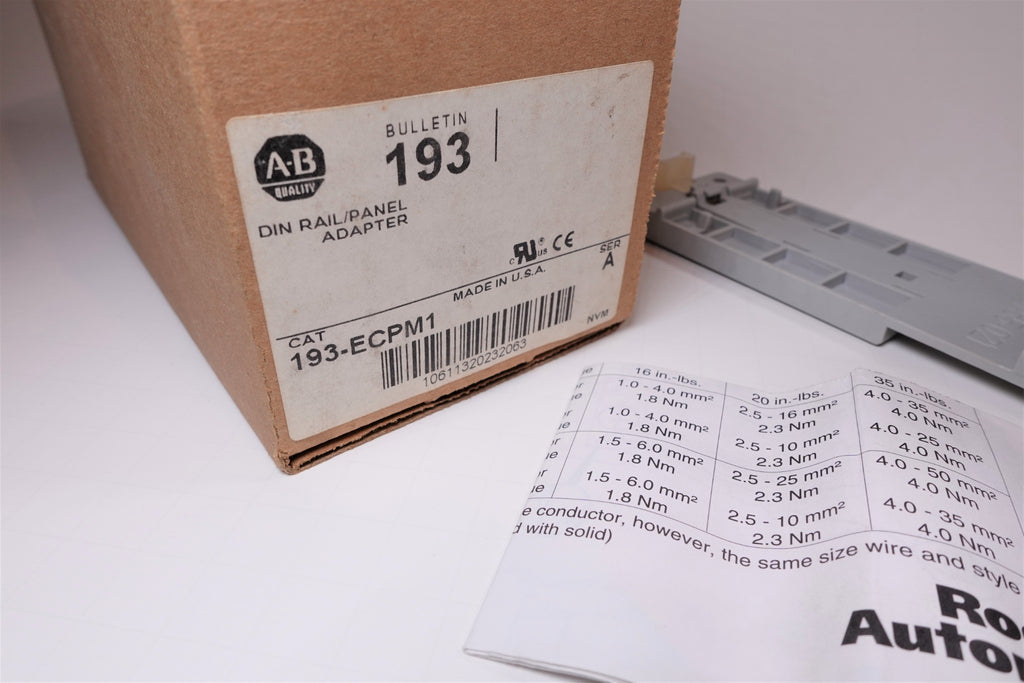 A-B
QUALITY
BULLETIN
193
DIN RAIL/PANEL
ADAPTER
c UR ® US CE
SER
A
MADE IN U.S.A.
CAT
193-ECPM1
NVM
10611320232063
16 in.-lbs. 20 in.-lbs. 35 in.-lbs.
1.0 - 4.0 mm² 2.5 - 16 mm² 4.0 - 35 mm²
1.8 Nm 2.3 Nm 4.0 Nm
1.0 - 4.0 mm² 2.5 - 10 mm² 4.0 - 25 mm²
1.8 Nm 2.3 Nm 4.0 Nm
1.5 - 6.0 mm² 2.5 - 25 mm² 4.0 - 50 mm²
1.8 Nm 2.3 Nm 4.0 Nm
1.5 - 6.0 mm² 2.5 - 10 mm² 4.0 - 35 mm²
1.8 Nm 2.3 Nm 4.0 Nm
e conductor, however, the same size wire and style
d with solid)
Ro
Auto